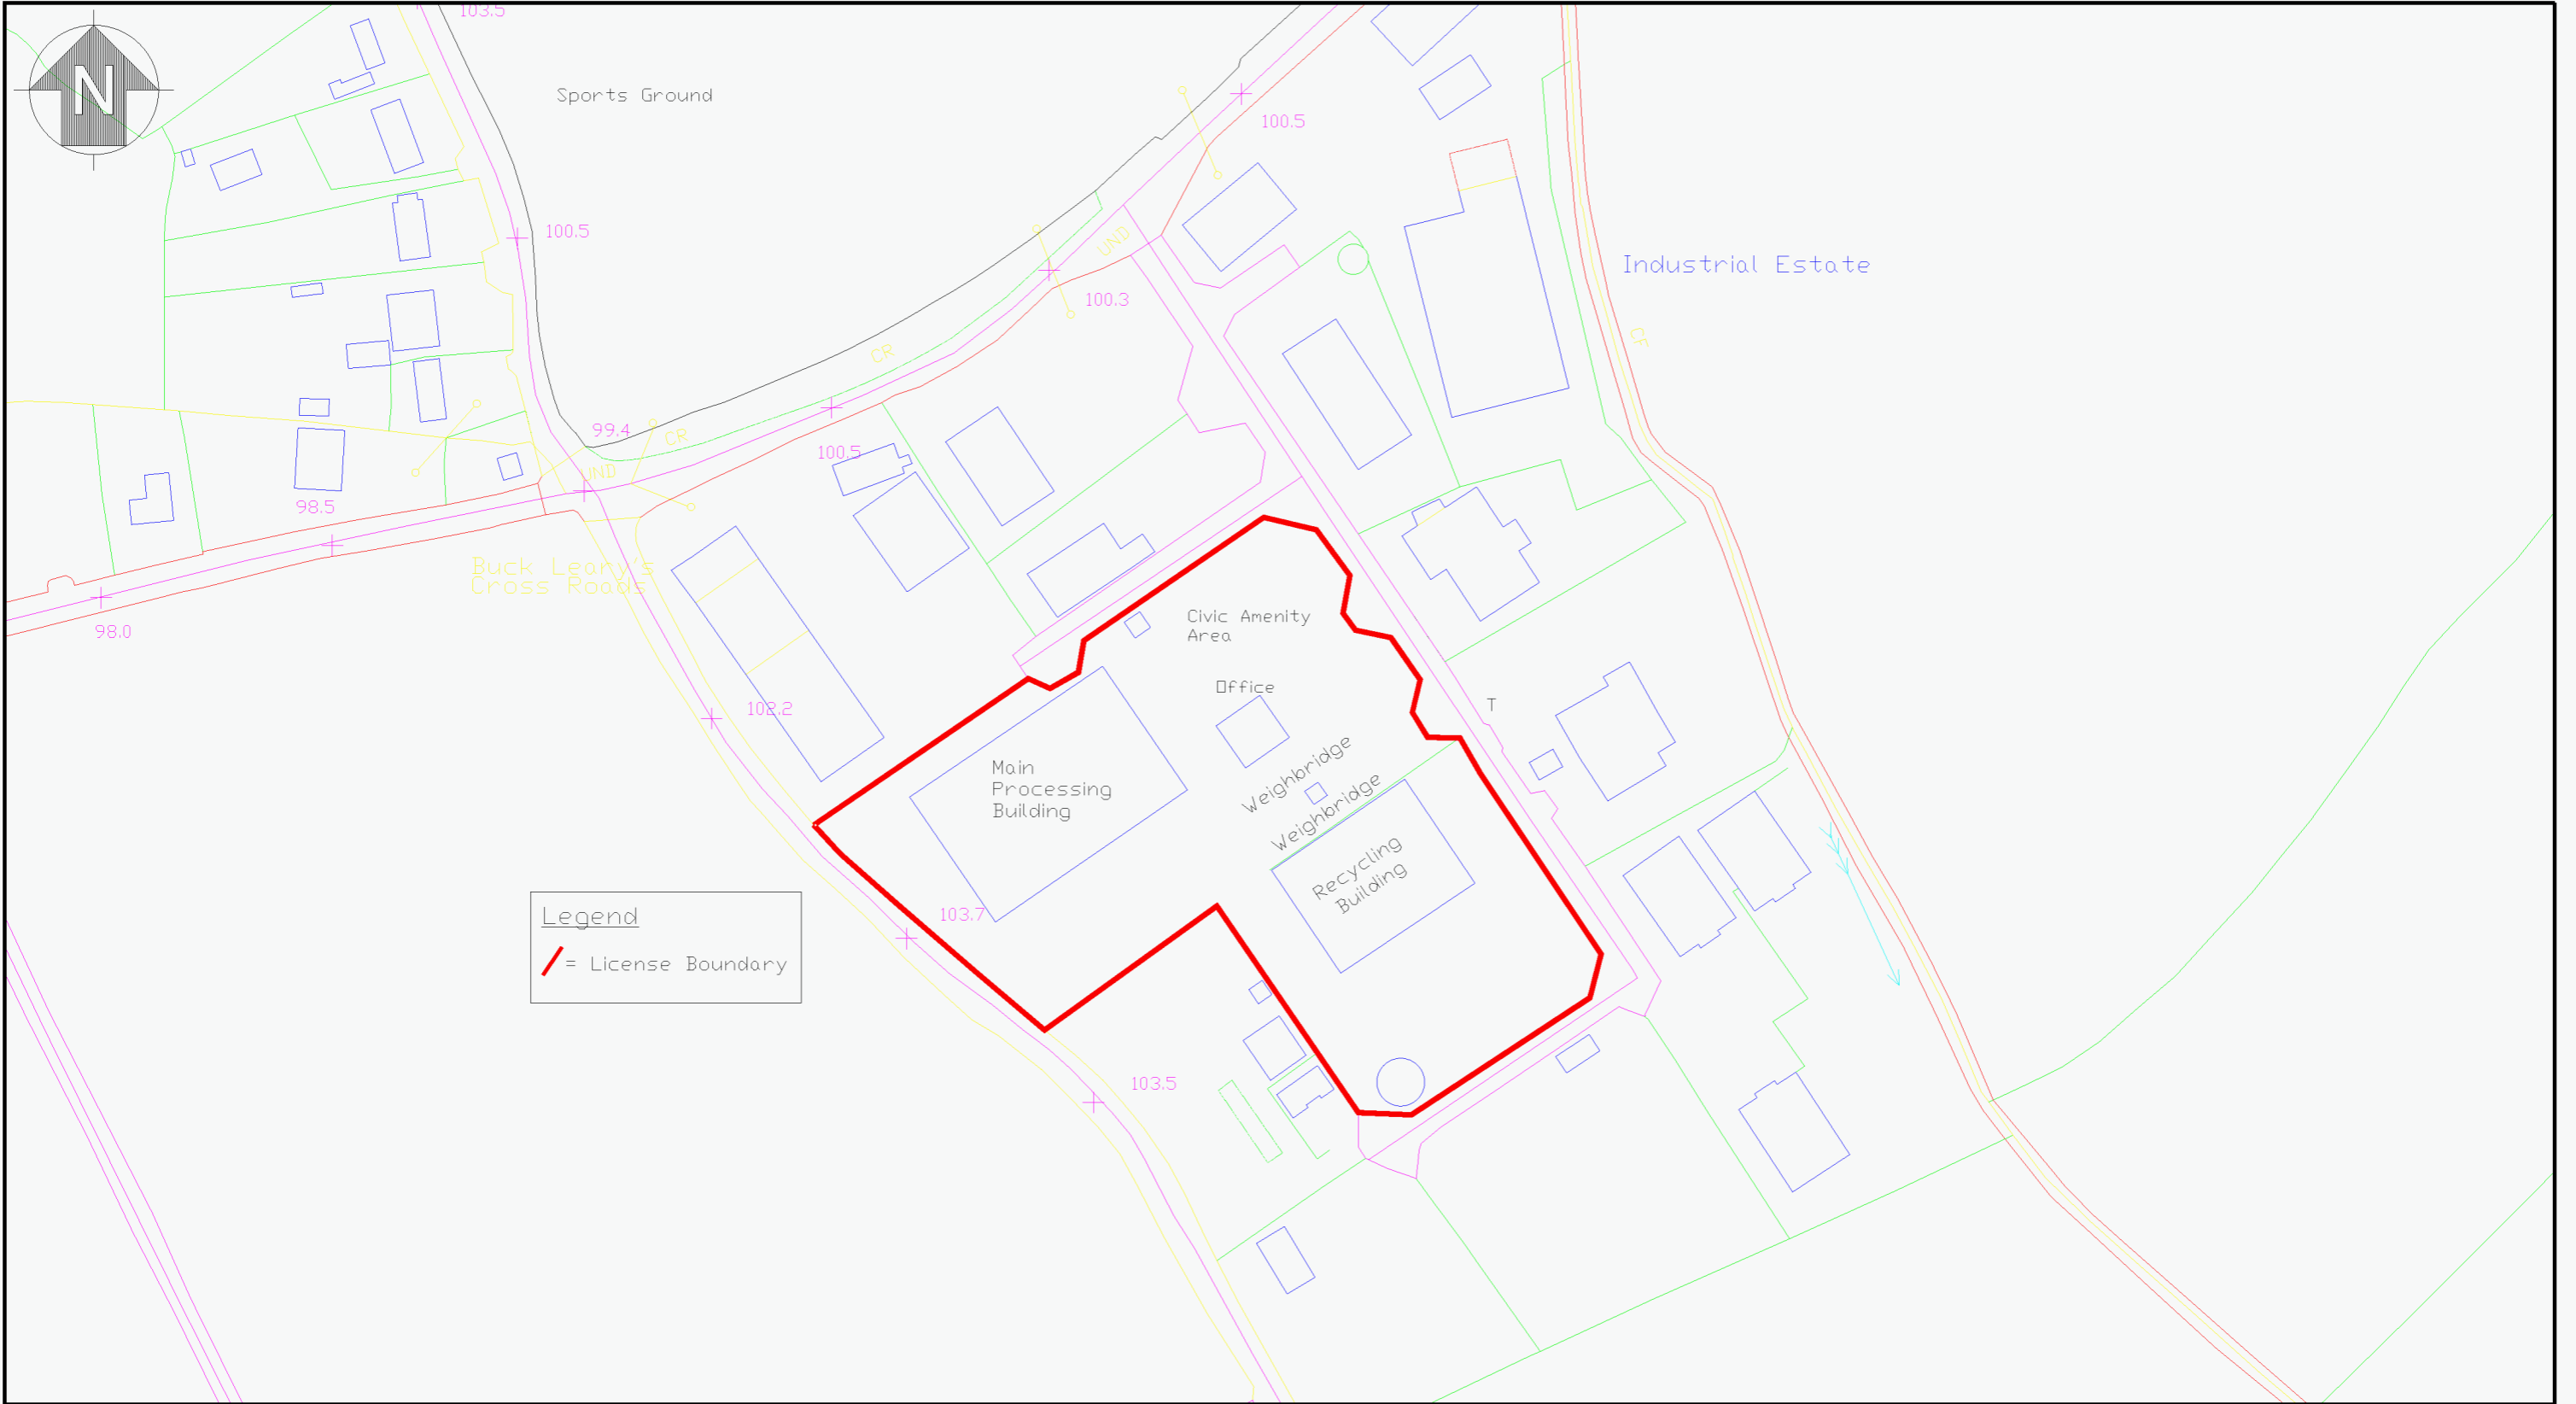 103.5
N
Sports Ground
100.5
100.5
Industrial Estate
UND
100.3
CF
CR
99.4
CR
100.5
UND
98.5
Buck Leary's
Cross Roads
98.0
Civic Amenity
Area
Office
T
102.2
Weighbridge
Main
Processing
Building
Weighbridge
Recycling
Building
103.7
Legend
= License Boundary
103.5